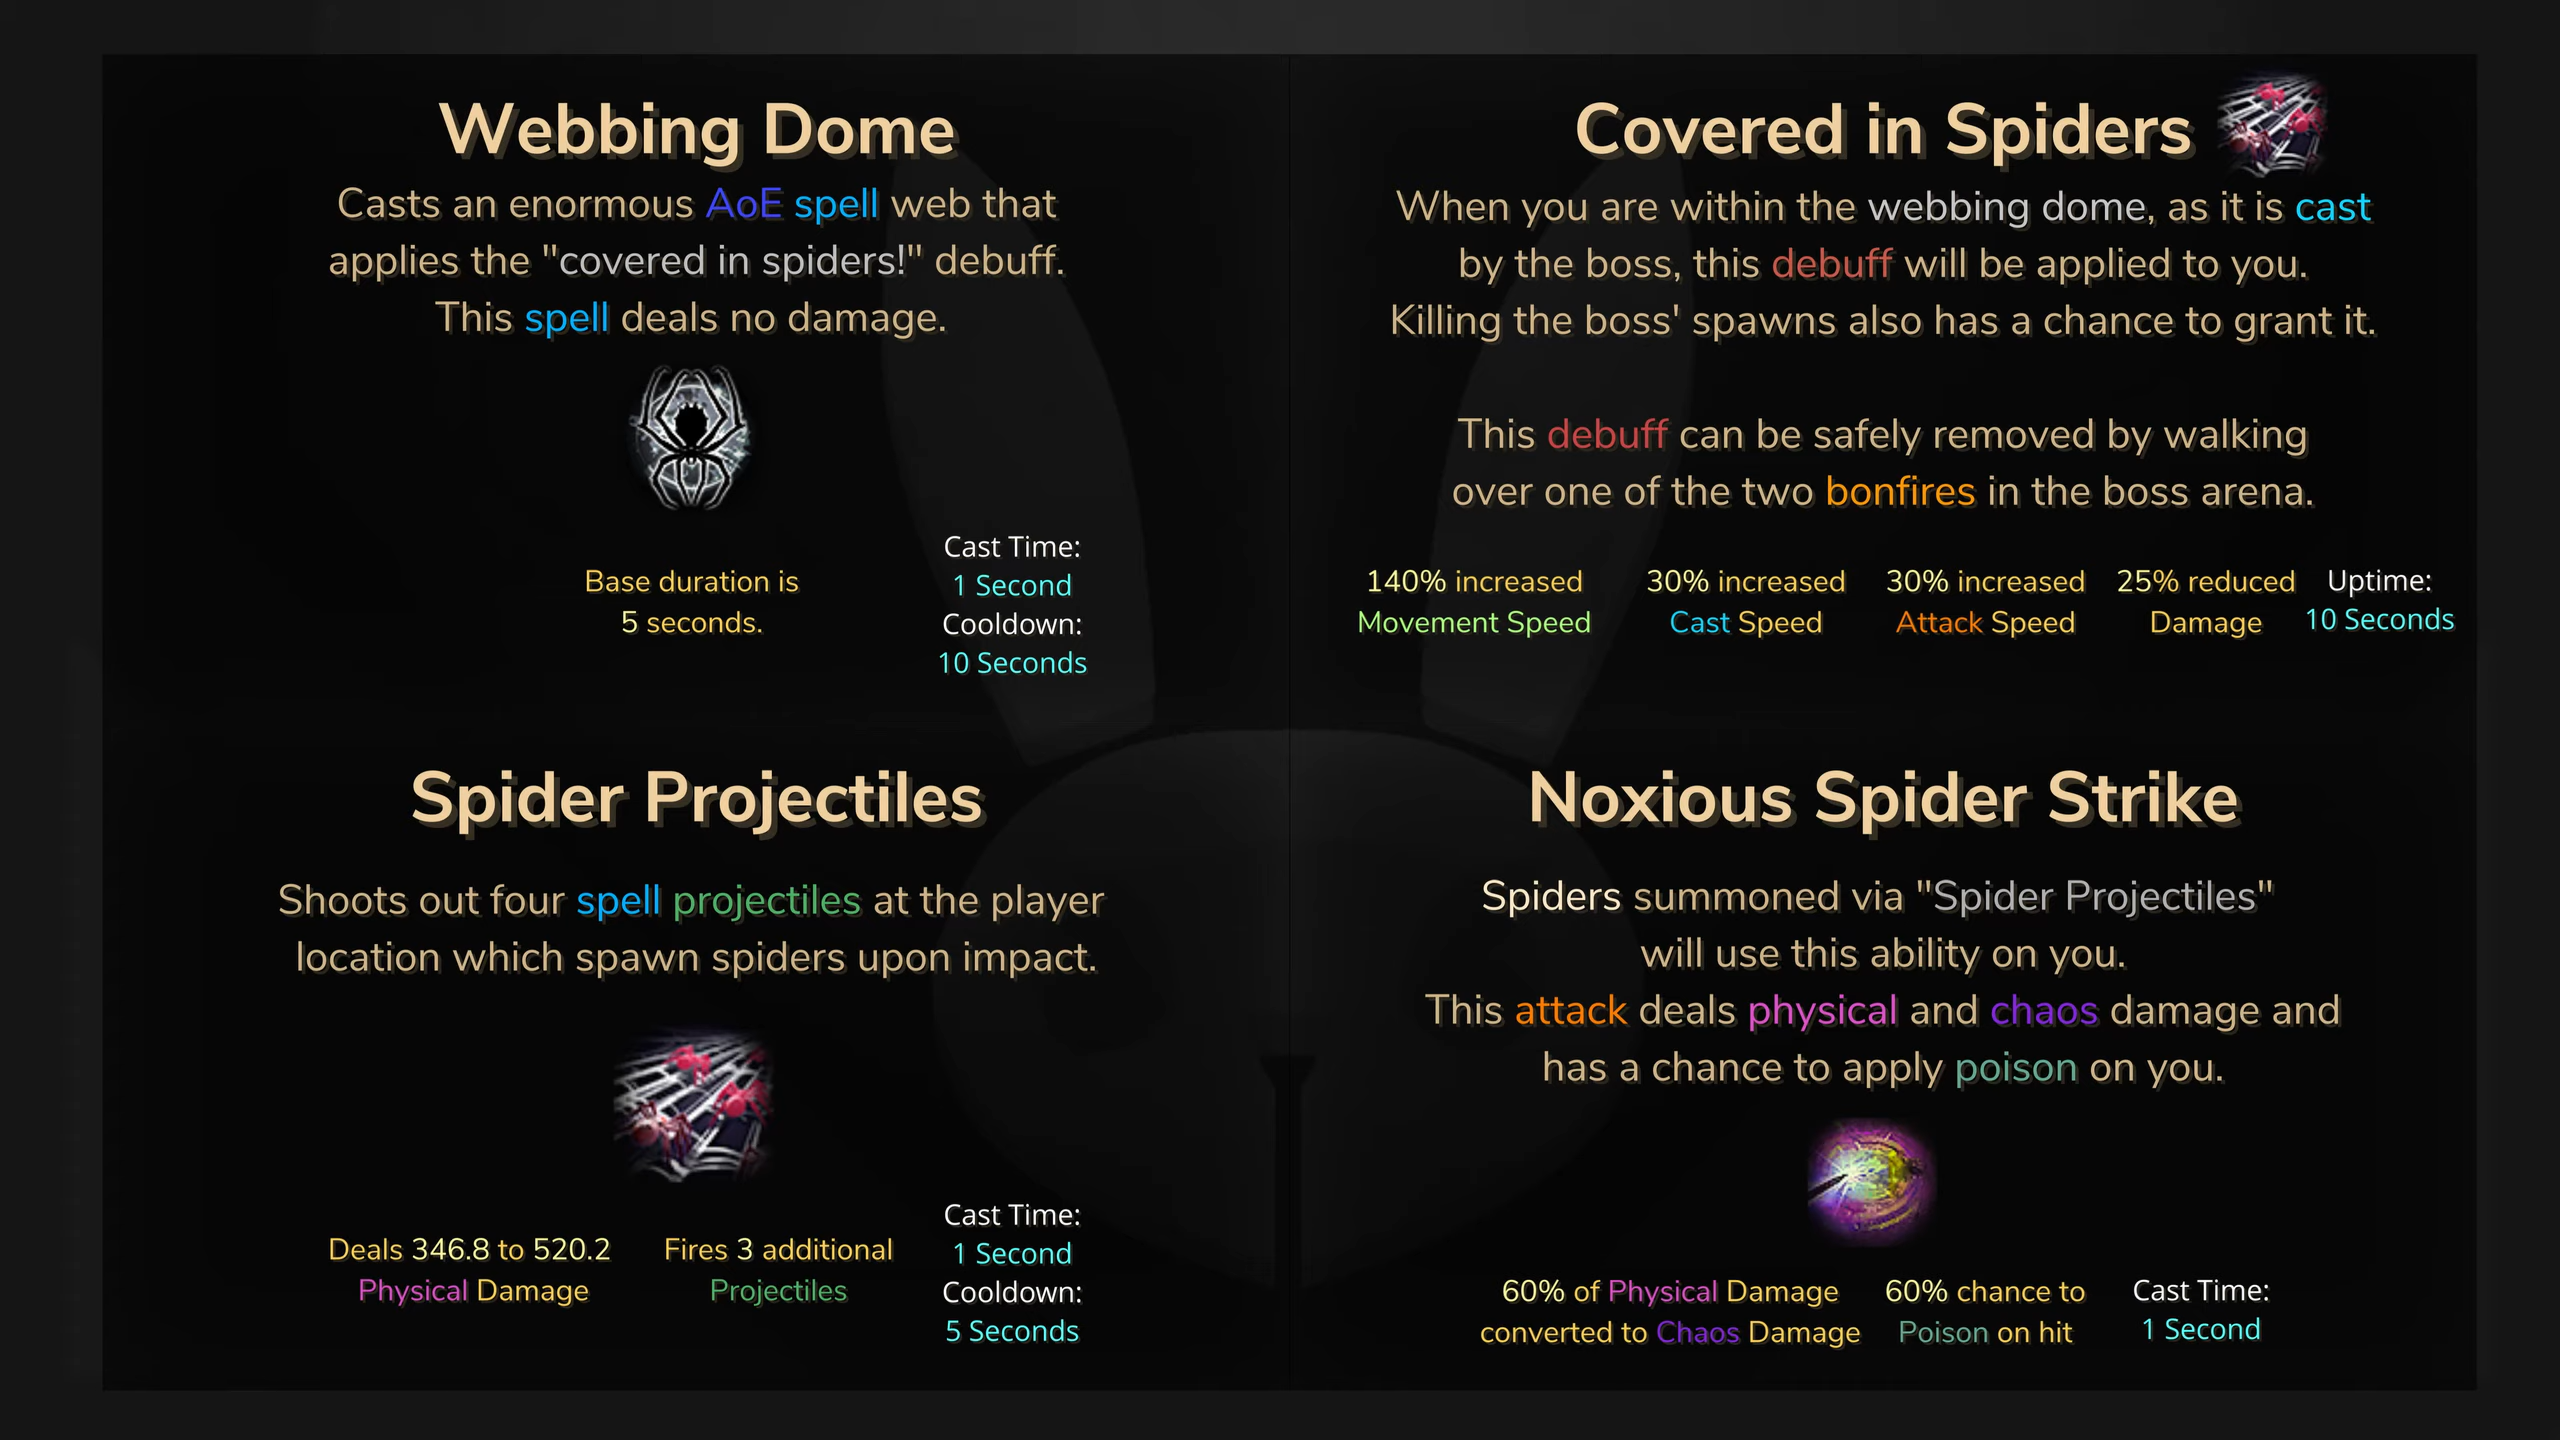 Webbing Dome
Casts an enormous AoE spell web that
applies the "covered in spiders!" debuff.
This spell deals no damage.
Base duration is
5 seconds.
Cast Time:
1 Second
Cooldown:
10 Seconds
Covered in Spiders
When you are within the webbing dome, as it is cast
by the boss, this debuff will be applied to you.
Killing the boss' spawns also has a chance to grant it.
This debuff can be safely removed by walking
over one of the two bonfires in the boss arena.
140% increased
Movement Speed
30% increased
Cast Speed
30% increased
Attack Speed
25% reduced
Damage
Uptime:
10 Seconds
Spider Projectiles
Shoots out four spell projectiles at the player
location which spawn spiders upon impact.
Deals 346.8 to 520.2
Physical Damage
Fires 3 additional
Projectiles
Cast Time:
1 Second
Cooldown:
5 Seconds
Noxious Spider Strike
Spiders summoned via "Spider Projectiles"
will use this ability on you.
This attack deals physical and chaos damage and
has a chance to apply poison on you.
60% of Physical Damage
converted to Chaos Damage
60% chance to
Poison on hit
Cast Time:
1 Second